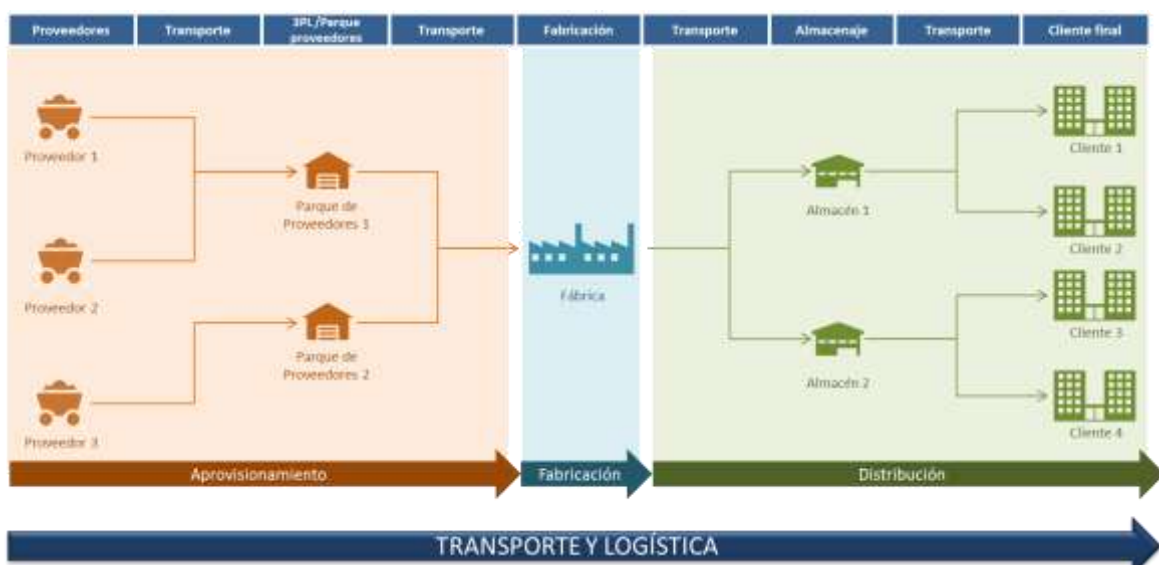 Proveedores
Transporte
3PL/Parque
proveedores
Transporte
Fabricación
Transporte
Almacenaje
Transporte
Cliente final
Proveedor 1
Proveedor 2
Proveedor 3
Parque de
Proveedores 1
Parque de
Proveedores 2
Fábrica
Almacén 1
Almacén 2
Cliente 1
Cliente 2
Cliente 3
Cliente 4
Aprovisionamiento
Fabricación
Distribución
TRANSPORTE Y LOGÍSTICA